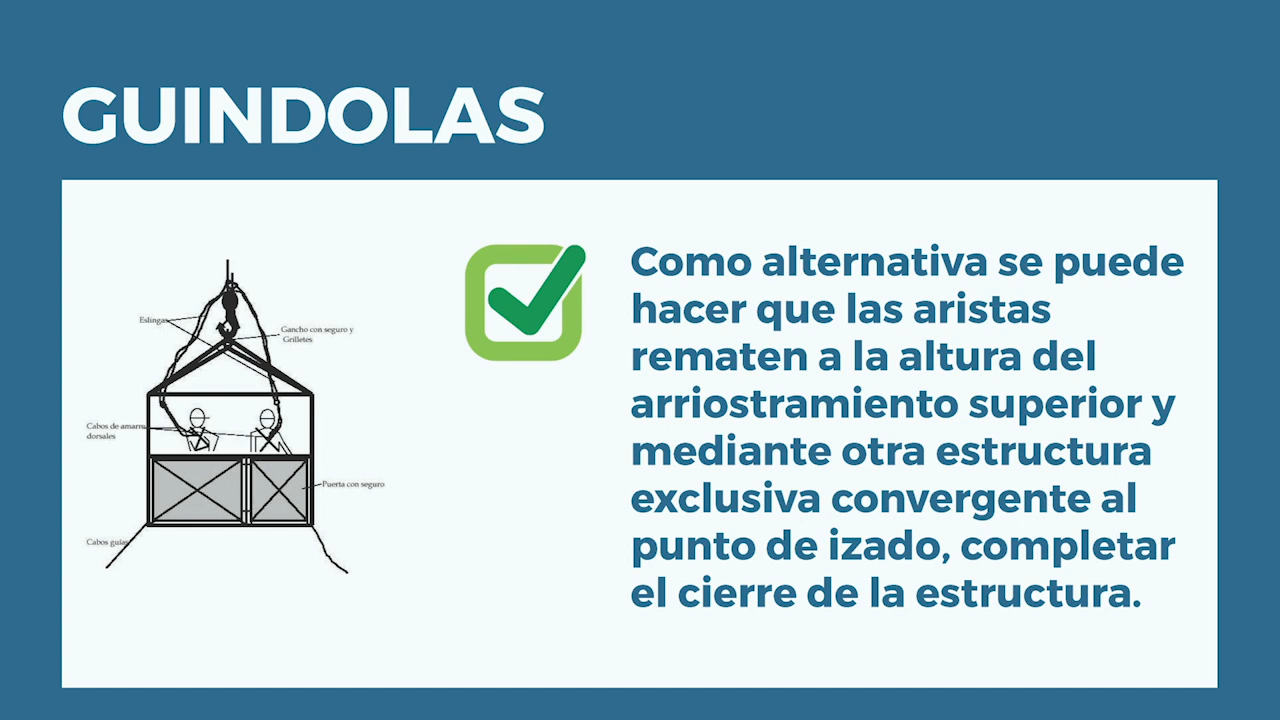 GUINDOLAS
Eslingas
Gancho con seguro y
Grilletes
Cabos de amarra
dorsales
Puerta con seguro
Cabos guías
Como alternativa se puede
hacer que las aristas
rematen a la altura del
arriostramiento superior y
mediante otra estructura
exclusiva convergente al
punto de izado, completar
el cierre de la estructura.